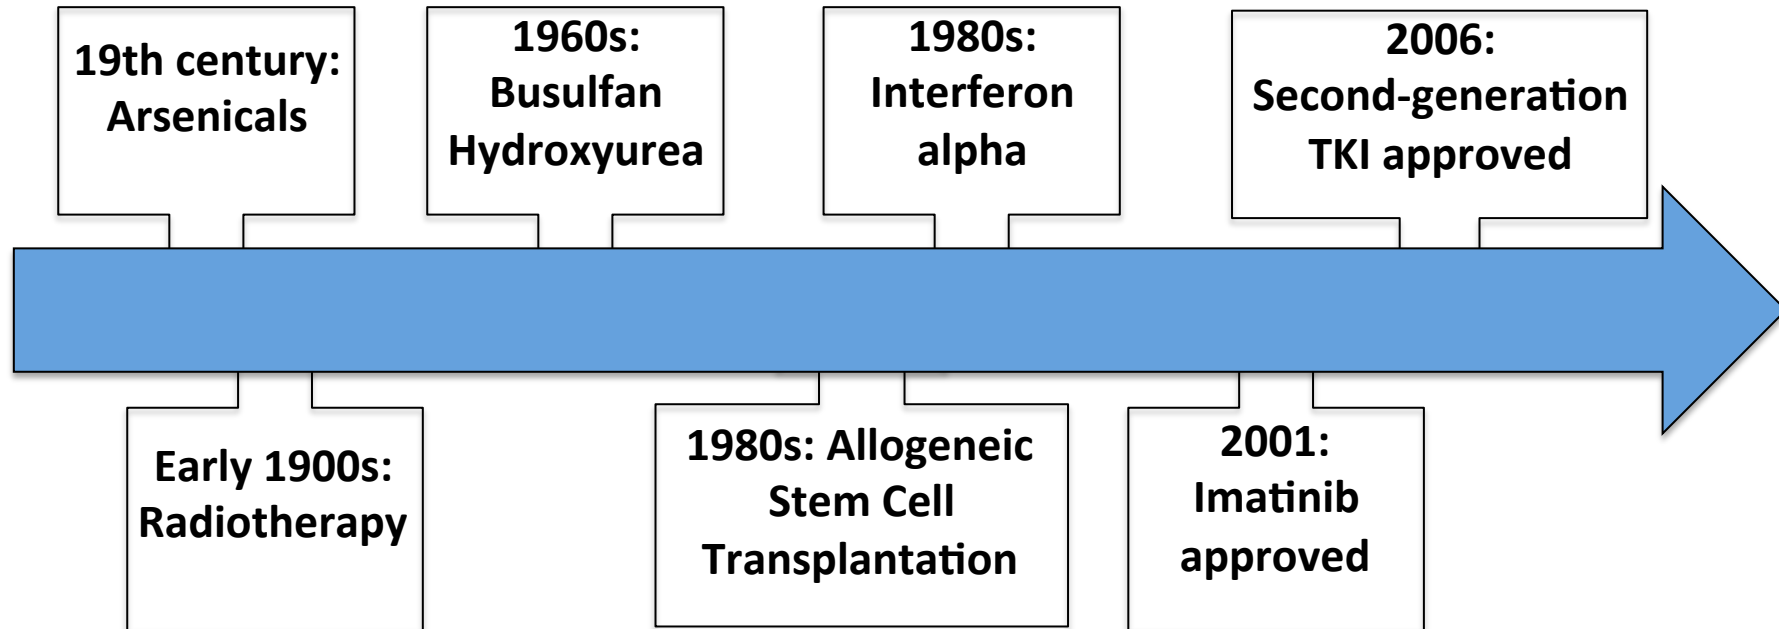 19th century:
Arsenicals
1960s:
Busulfan
Hydroxyurea
1980s:
Interferon
alpha
2006:
Second-generation
TKI approved
Early 1900s:
Radiotherapy
1980s: Allogeneic
Stem Cell
Transplantation
2001:
Imatinib
approved